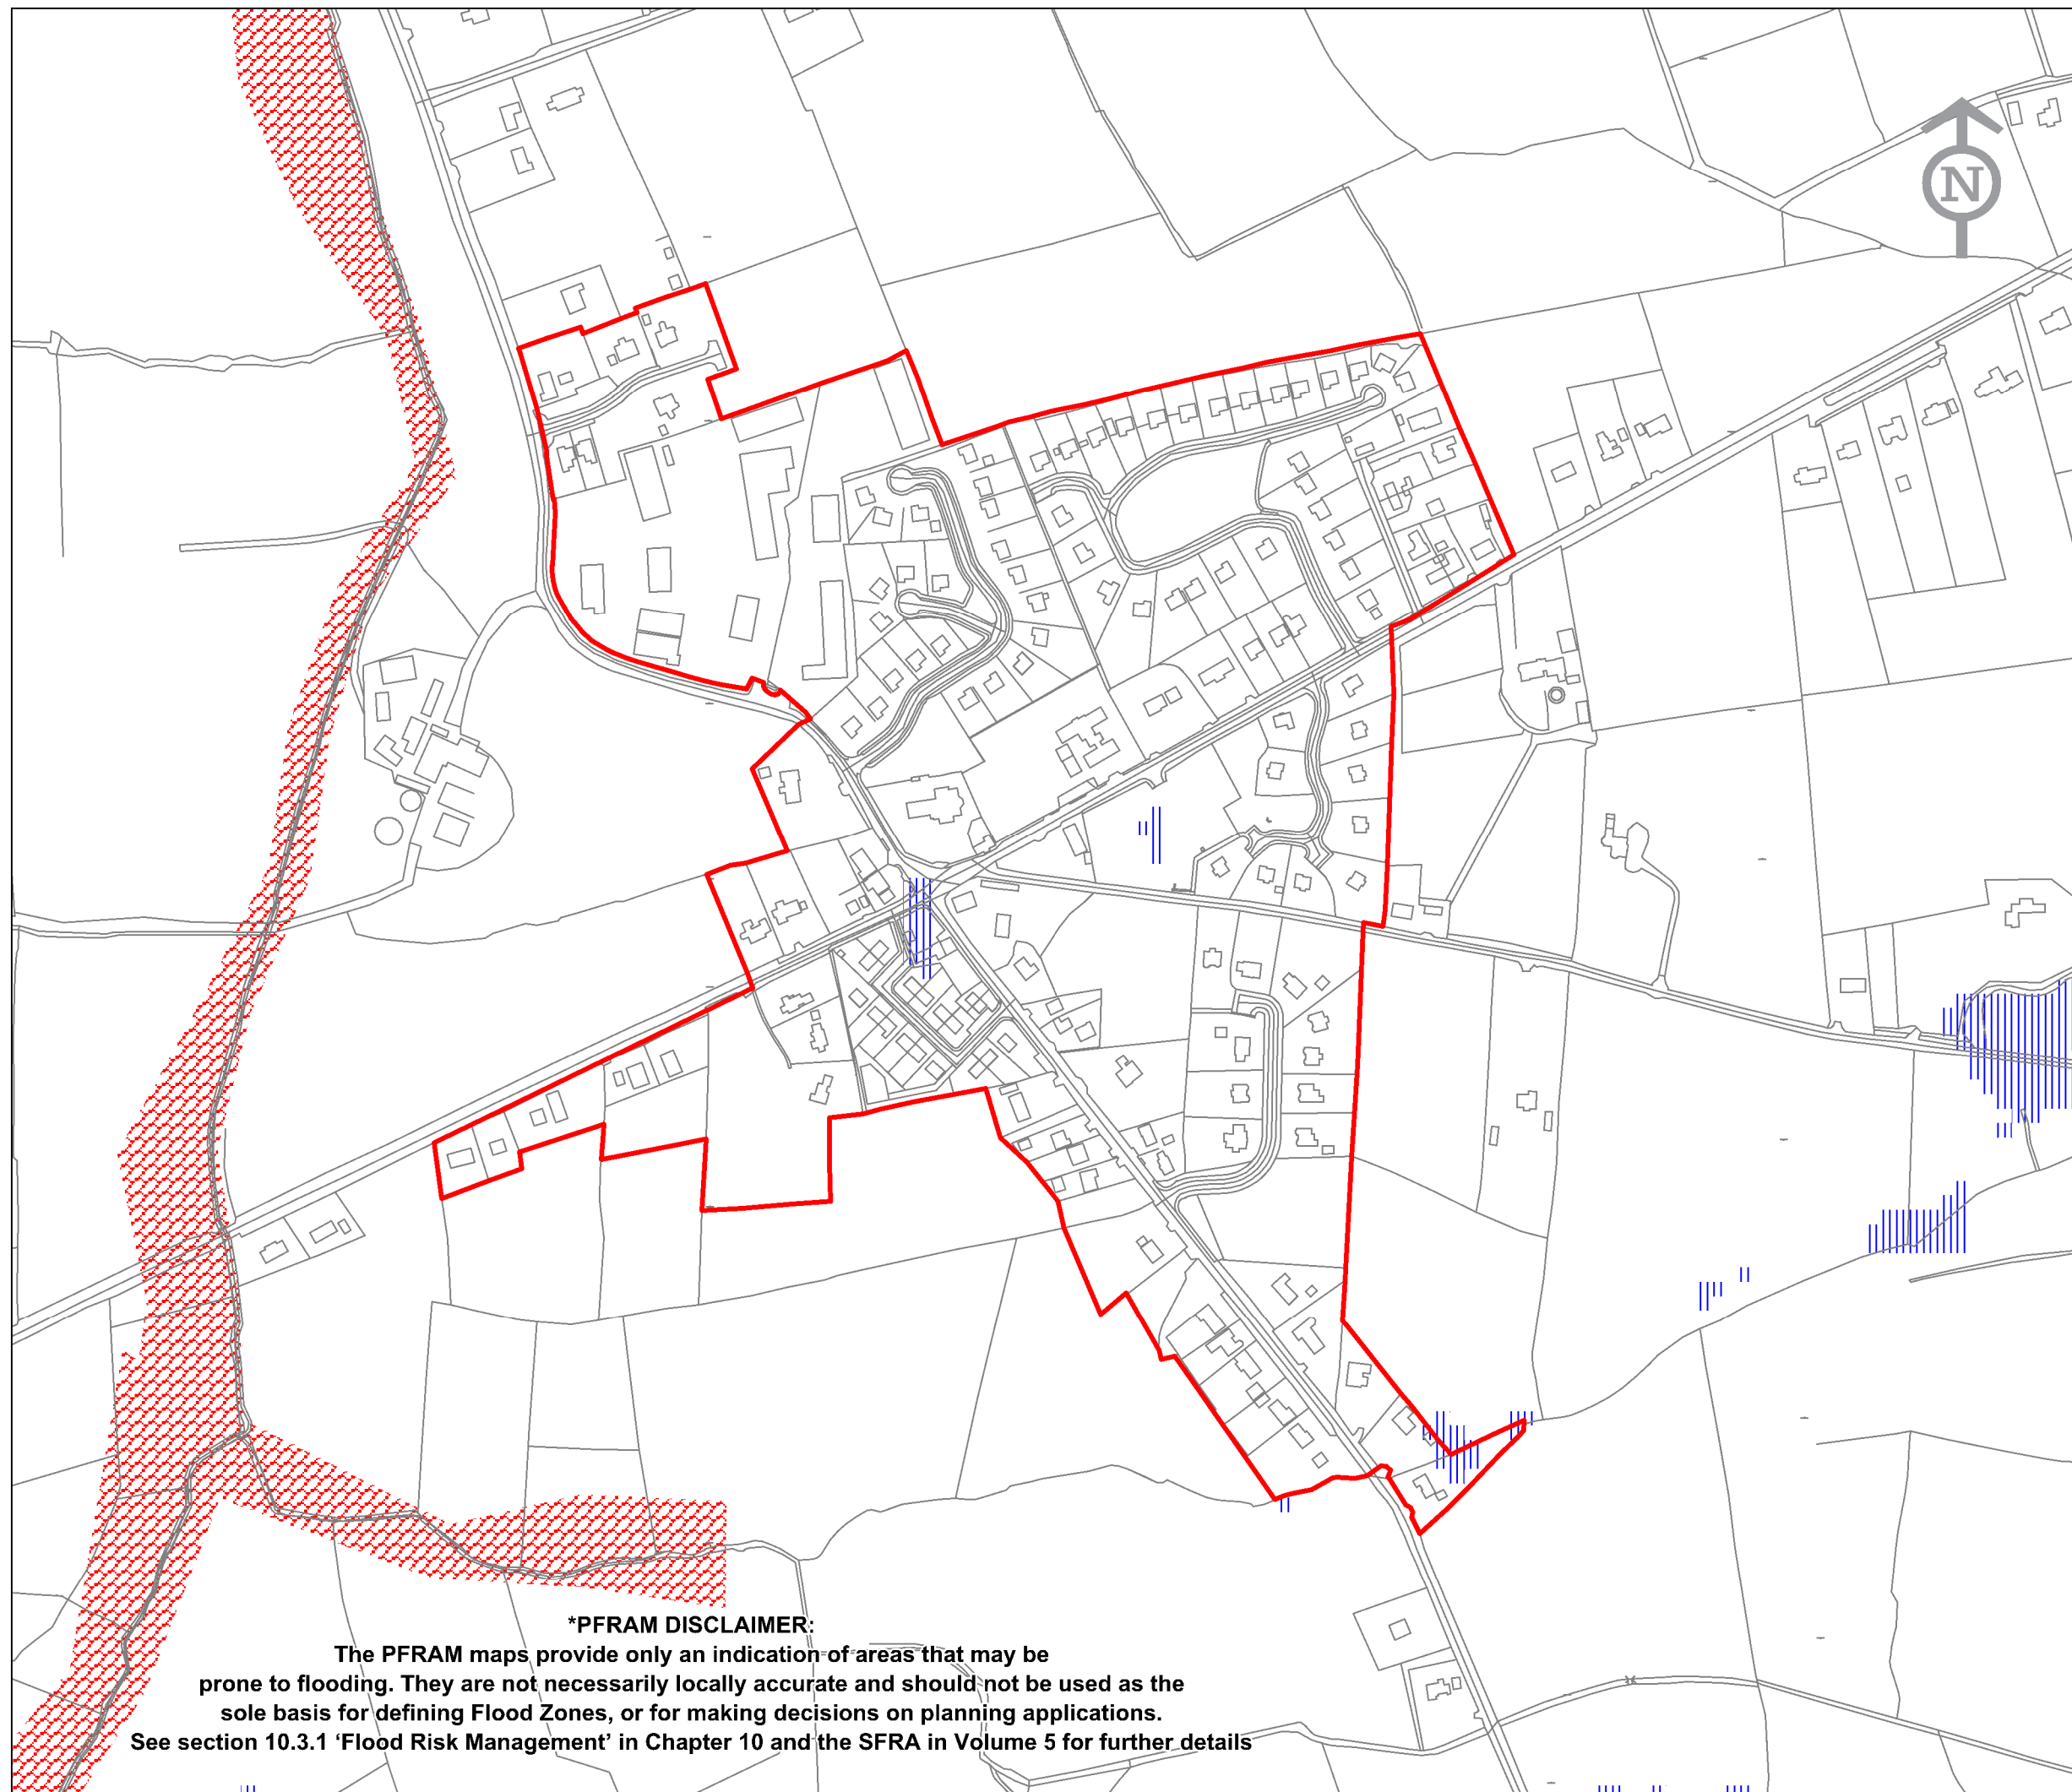 N
*PFRAM DISCLAIMER:
The PFRAM maps provide only an indication of areas that may be
prone to flooding. They are not necessarily locally accurate and should not be used as the
sole basis for defining Flood Zones, or for making decisions on planning applications.
See section 10.3.1 ‘Flood Risk Management’ in Chapter 10 and the SFRA in Volume 5 for further details